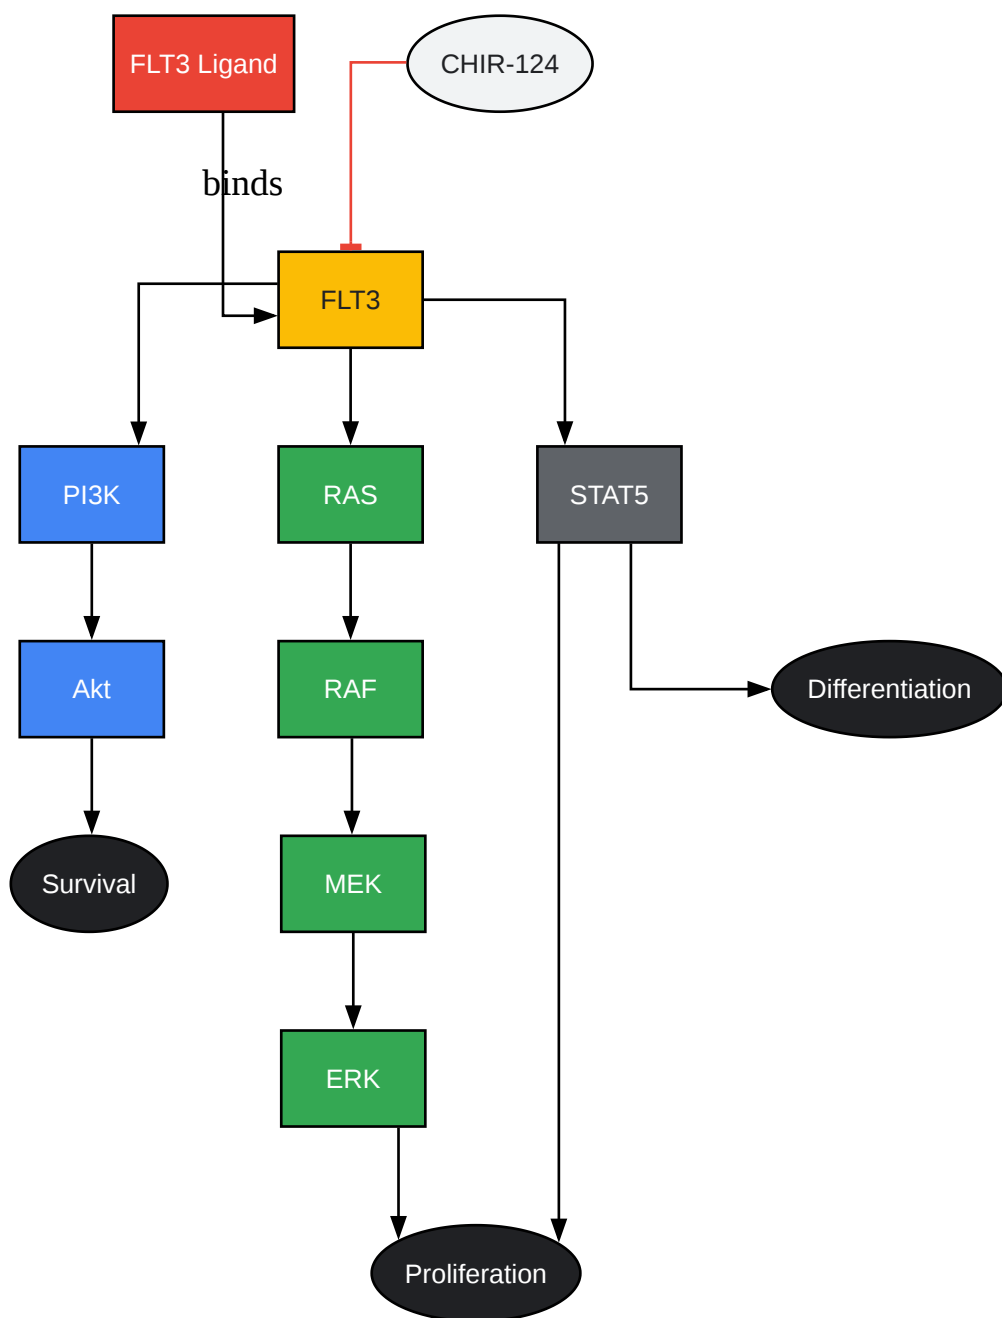 FLT3 Ligand
CHIR-124
binds
FLT3
PI3K
RAS
STAT5
Akt
RAF
Differentiation
Survival
MEK
ERK
Proliferation